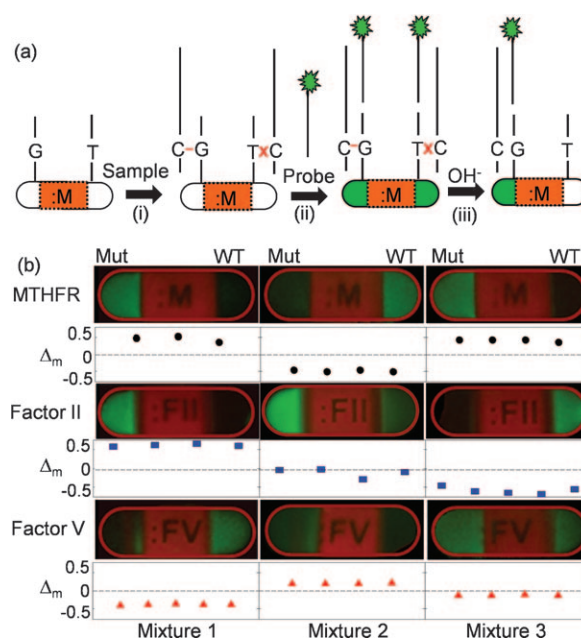 (a)
G T C G T C C G T C C G T
Sample Probe OH-
:M (i) :M (ii) :M (iii) :M
(b)
Mut WT Mut WT Mut WT
MTHFR :M :M :M
0.5
Δm 0
-0.5
Factor II :FII :FII :FII
0.5
Δm 0
-0.5
Factor V :FV FV FV
0.5
Δm 0
-0.5
Mixture 1 Mixture 2 Mixture 3